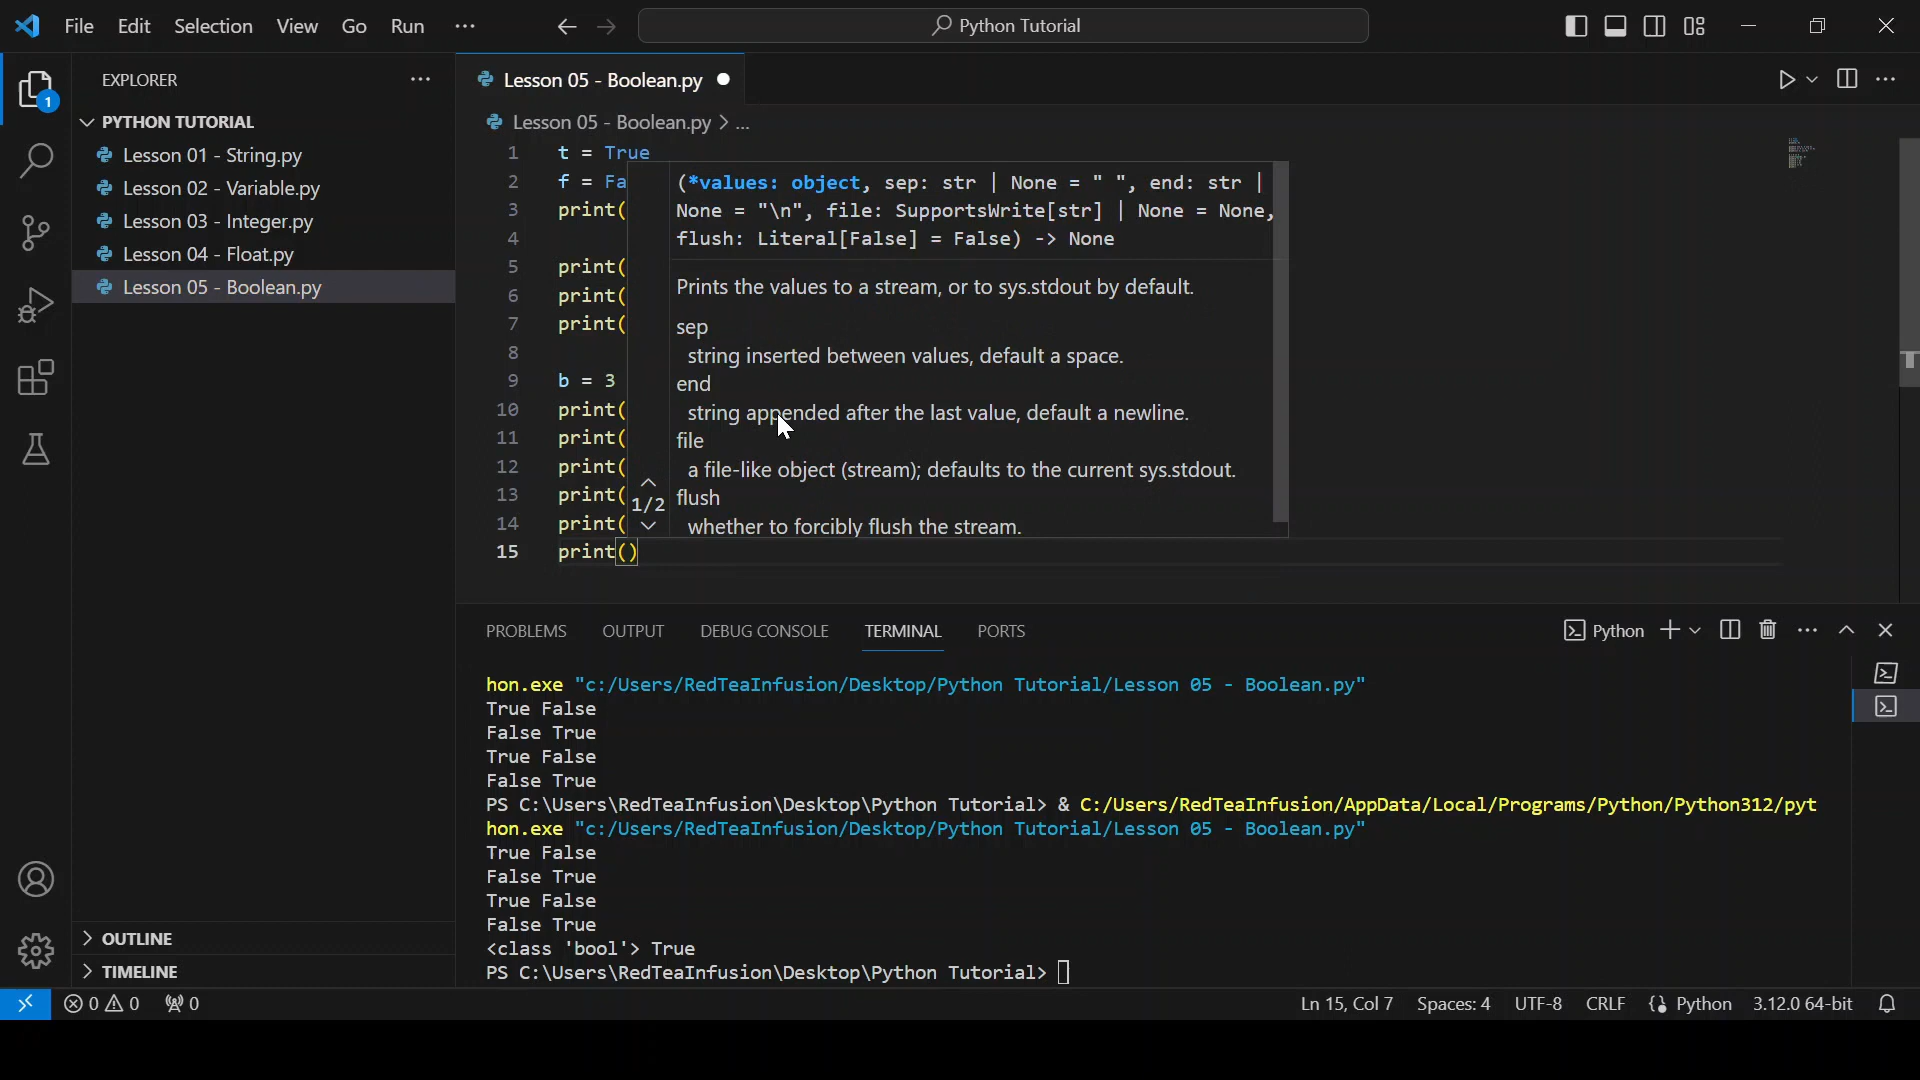 File Edit Selection View Go Run ···
Python Tutorial
EXPLORER ···
PYTHON TUTORIAL
Lesson 01 - String.py
Lesson 02 - Variable.py
Lesson 03 - Integer.py
Lesson 04 - Float.py
Lesson 05 - Boolean.py
OUTLINE
TIMELINE
1
Lesson 05 - Boolean.py
Lesson 05 - Boolean.py > ...
1 t = True
2 f = Fa
3 print(
4
5 print(
6 print(
7 print(
8
9 b = 3
10 print(
11 print(
12 print(
13 print(
14 print(
15 print()
(*values: object, sep: str | None = " ", end: str |
None = "\n", file: SupportsWrite[str] | None = None,
flush: Literal[False] = False) -> None
Prints the values to a stream, or to sys.stdout by default.
sep
string inserted between values, default a space.
end
string appended after the last value, default a newline.
file
a file-like object (stream); defaults to the current sys.stdout.
1/2
flush
whether to forcibly flush the stream.
PROBLEMS OUTPUT DEBUG CONSOLE TERMINAL PORTS
Python
hon.exe "c:/Users/RedTeaInfusion/Desktop/Python Tutorial/Lesson 05 - Boolean.py"
True False
False True
True False
False True
PS C:\Users\RedTeaInfusion\Desktop\Python Tutorial> & C:/Users/RedTeaInfusion/AppData/Local/Programs/Python/Python312/pyt
hon.exe "c:/Users/RedTeaInfusion/Desktop/Python Tutorial/Lesson 05 - Boolean.py"
True False
False True
True False
False True
<class 'bool'> True
PS C:\Users\RedTeaInfusion\Desktop\Python Tutorial>
0 0 0
Ln 15, Col 7 Spaces: 4 UTF-8 CRLF Python 3.12.0 64-bit